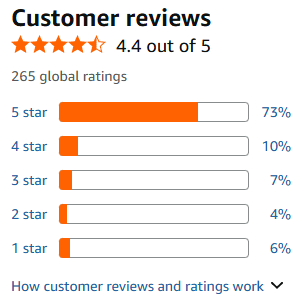 Customer reviews
4.4 out of 5
265 global ratings
5 star 73%
4 star 10%
3 star 7%
2 star 4%
1 star 6%
How customer reviews and ratings work